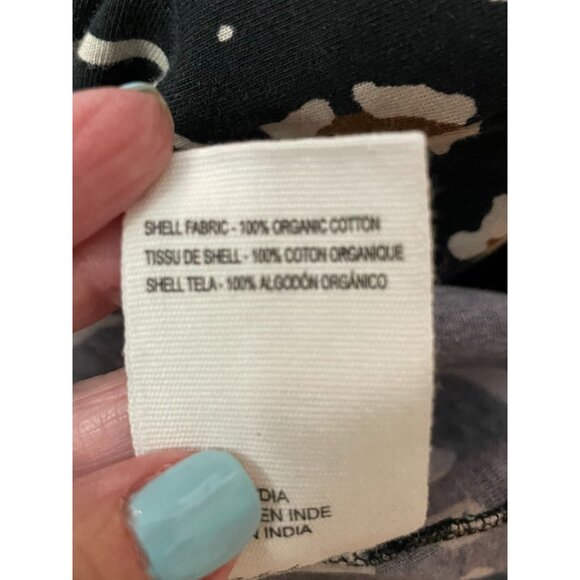 SHELL FABRIC - 100% ORGANIC COTTON
TISSU DE SHELL - 100% COTON ORGANIQUE
SHELL TELA - 100% ALGODÓN ORGÁNICO
DIA
EN INDE
N INDIA